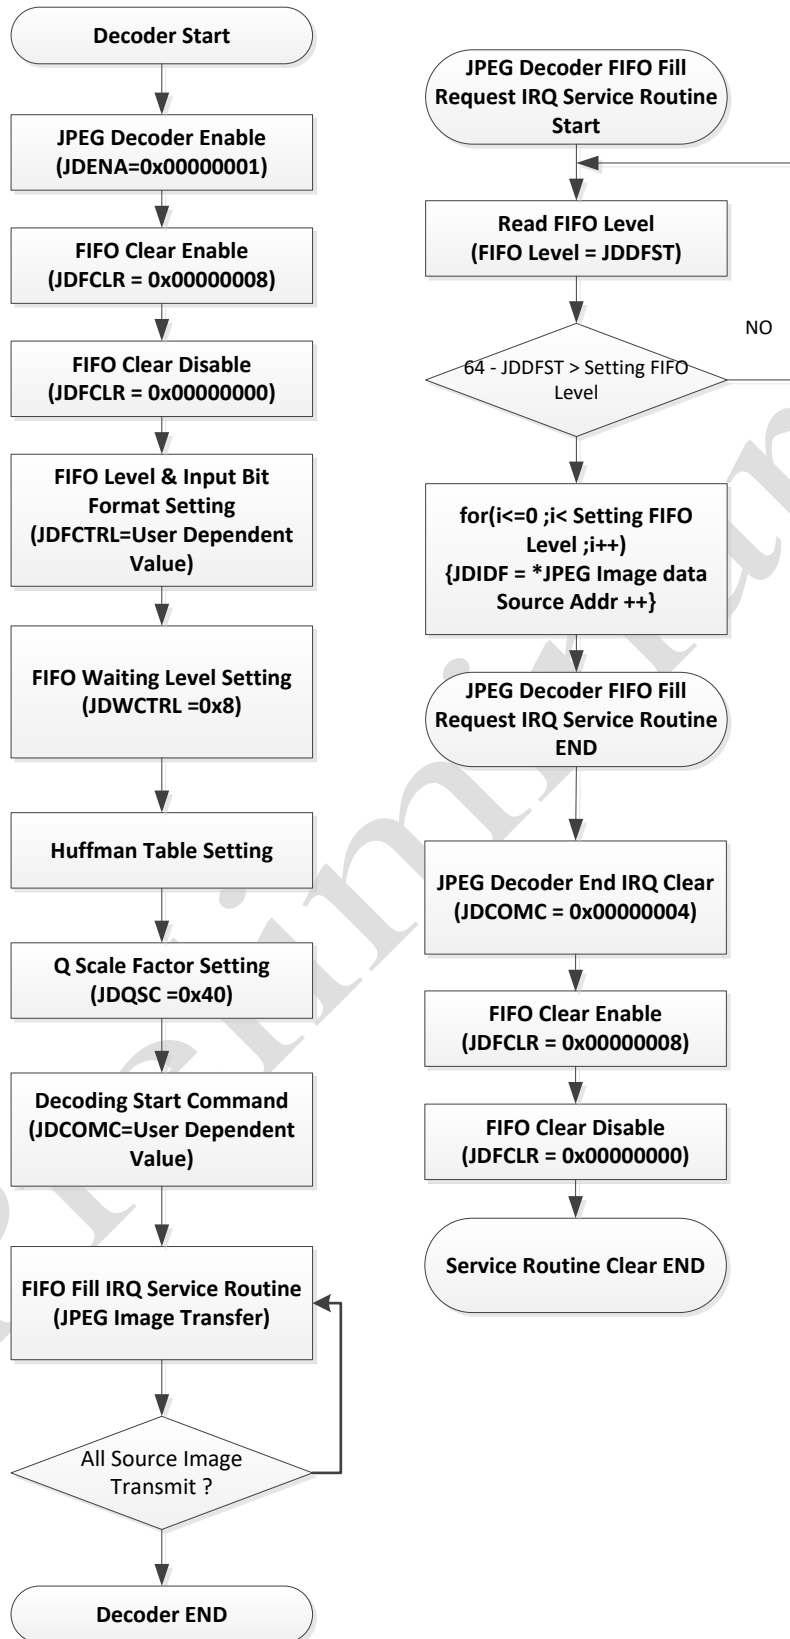 Decoder Start
JPEG Decoder Enable
(JDENA=0x00000001)
FIFO Clear Enable
(JDFCLR = 0x00000008)
FIFO Clear Disable
(JDFCLR = 0x00000000)
FIFO Level & Input Bit
Format Setting
(JDFCTRL=User Dependent
Value)
FIFO Waiting Level Setting
(JDWCTRL =0x8)
Huffman Table Setting
Q Scale Factor Setting
(JDQSC =0x40)
Decoding Start Command
(JDCOMC=User Dependent
Value)
FIFO Fill IRQ Service Routine
(JPEG Image Transfer)
All Source Image
Transmit ?
Decoder END
JPEG Decoder FIFO Fill
Request IRQ Service Routine
Start
Read FIFO Level
(FIFO Level = JDDFST)
64 - JDDFST > Setting FIFO
Level
NO
for(i<=0 ;i< Setting FIFO
Level ;i++)
{JDIDF = *JPEG Image data
Source Addr ++}
JPEG Decoder FIFO Fill
Request IRQ Service Routine
END
JPEG Decoder End IRQ Clear
(JDCOMC = 0x00000004)
FIFO Clear Enable
(JDFCLR = 0x00000008)
FIFO Clear Disable
(JDFCLR = 0x00000000)
Service Routine Clear END